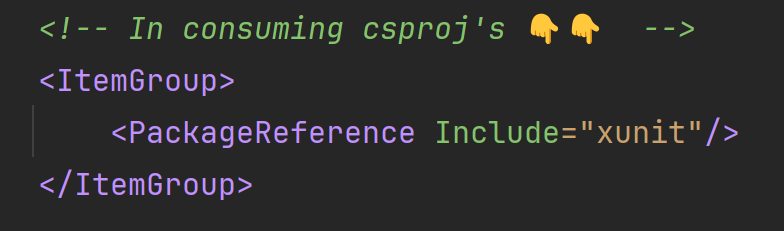 <!-- In consuming csproj's 👇👇  -->
<ItemGroup>
    <PackageReference Include="xunit"/>
</ItemGroup>